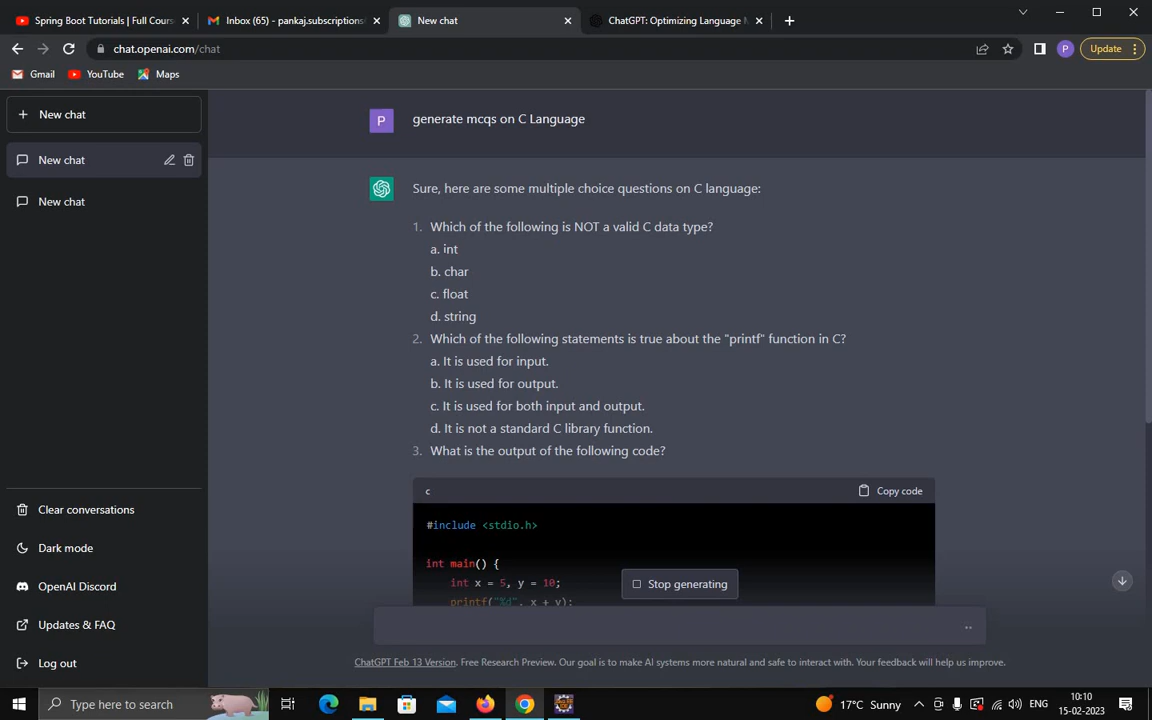 Spring Boot Tutorials | Full Cours
Inbox (65) - pankaj.subscriptions
New chat
ChatGPT: Optimizing Language M
chat.openai.com/chat
P
Update
Gmail
YouTube
Maps
New chat
New chat
New chat
Clear conversations
Dark mode
OpenAI Discord
Updates & FAQ
Log out
P
generate mcqs on C Language
Sure, here are some multiple choice questions on C language:
1. Which of the following is NOT a valid C data type?
a. int
b. char
c. float
d. string
2. Which of the following statements is true about the "printf" function in C?
a. It is used for input.
b. It is used for output.
c. It is used for both input and output.
d. It is not a standard C library function.
3. What is the output of the following code?
c
Copy code
#include <stdio.h>
int main() {
int x = 5, y = 10;
printf("%d", x + y);
Stop generating
ChatGPT Feb 13 Version. Free Research Preview. Our goal is to make AI systems more natural and safe to interact with. Your feedback will help us improve.
Type here to search
17°C Sunny
ENG
10:10
15-02-2023